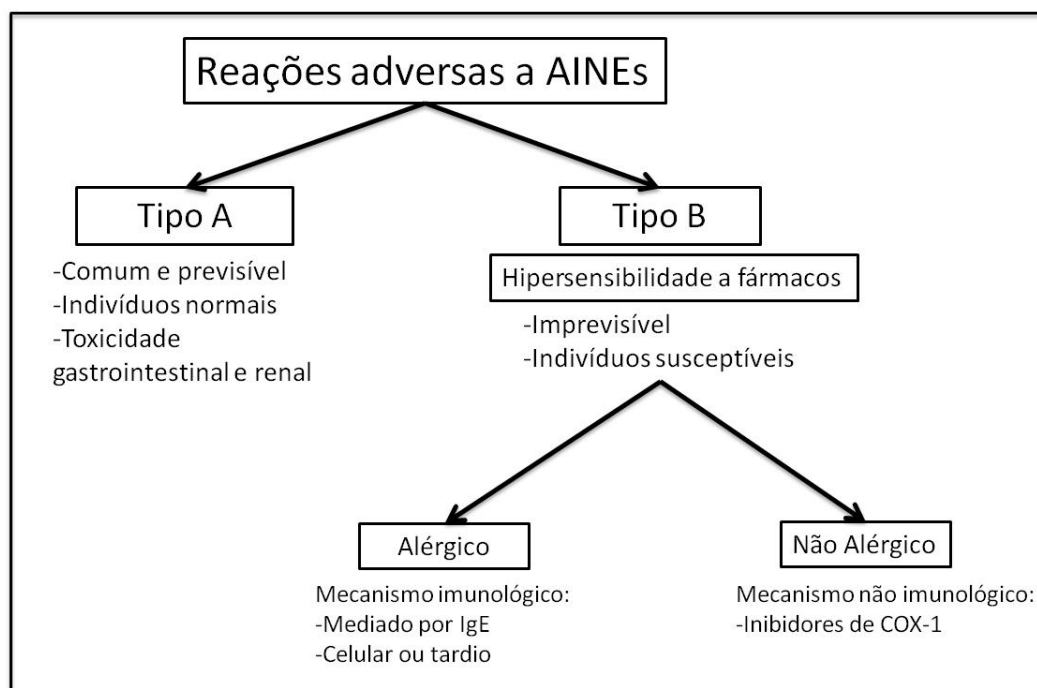 Reações adversas a AINEs
Tipo A
-Comum e previsível
-Indivíduos normais
-Toxicidade
gastrointestinal e renal
Tipo B
Hipersensibilidade a fármacos
-Imprevisível
-Indivíduos susceptíveis
Alérgico
Mecanismo imunológico:
-Mediado por IgE
-Celular ou tardio
Não Alérgico
Mecanismo não imunológico:
-Inibidores de COX-1